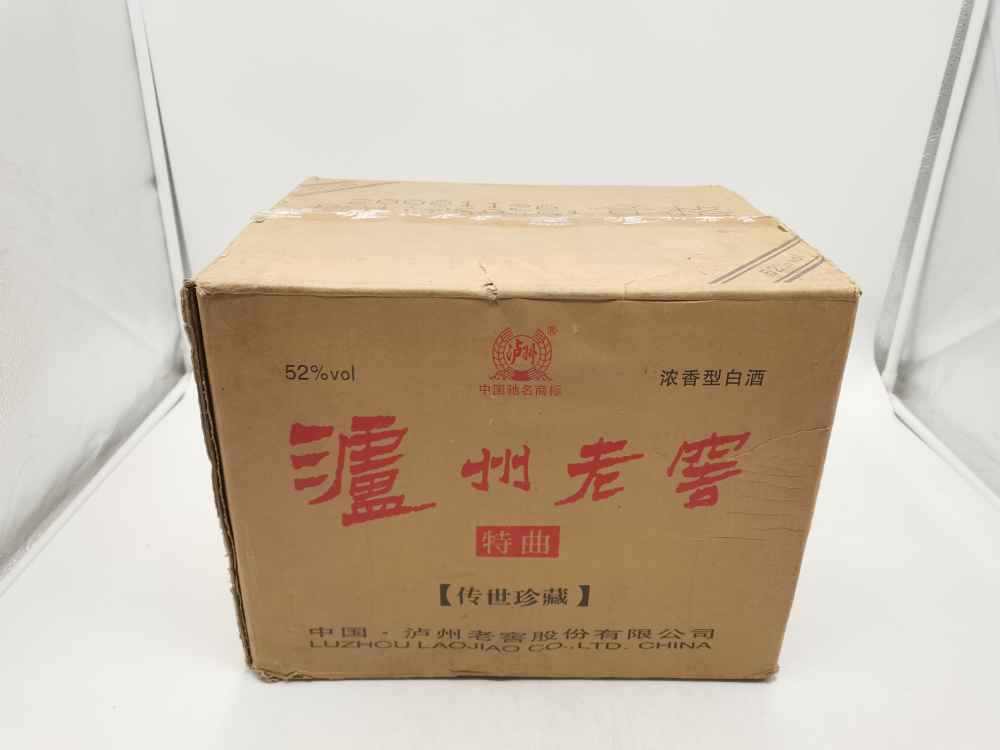 52%vol
泸州
®
中国驰名商标
52%vol
浓香型白酒
瀘州老窖
特曲
【传世珍藏】
中国·泸州老窖股份有限公司
LUZHOU LAOJIAO CO.,LTD. CHINA